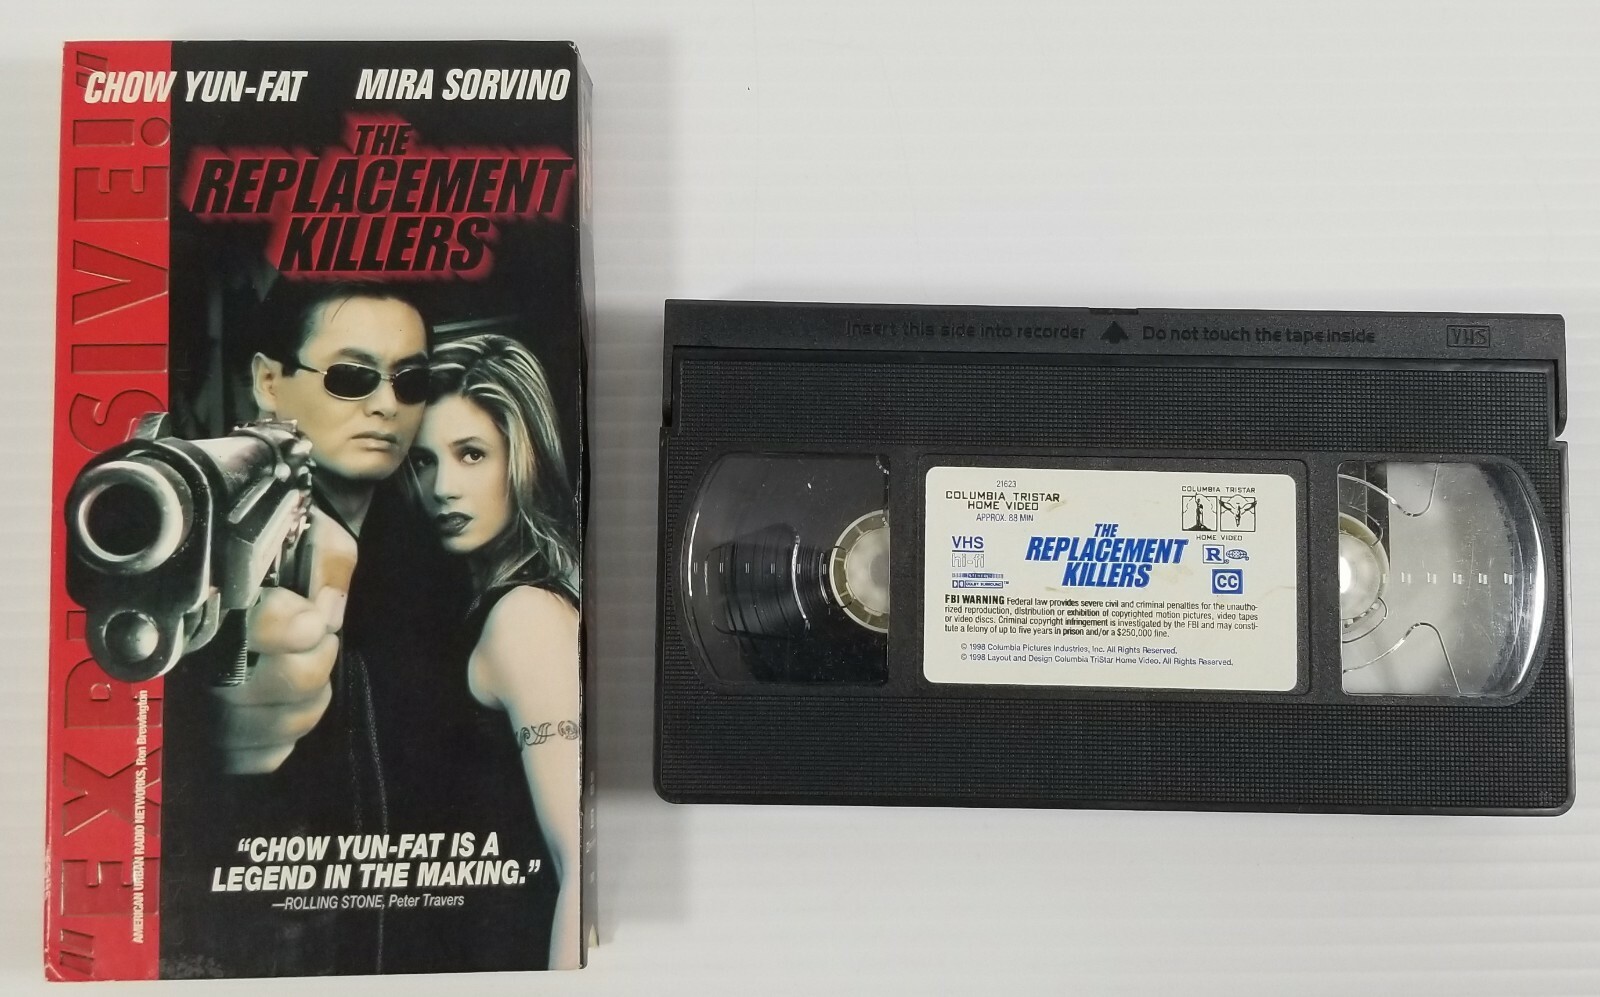 CHOW YUN-FAT MIRA SORVINO
THE
REPLACEMENT
KILLERS
"EXPLOSIVE!"
AMERICAN URBAN RADIO NETWORKS, Ron Brewington
"CHOW YUN-FAT IS A
LEGEND IN THE MAKING."
—ROLLING STONE, Peter Travers
Insert this side into recorder Do not touch the tape inside VHS
21623
COLUMBIA TRISTAR
HOME VIDEO
APPROX. 88 MIN
COLUMBIA TRISTAR
HOME VIDEO
VHS
hi-fi
DOLBY SURROUND
THE
REPLACEMENT
KILLERS
R
CC
FBI WARNING Federal law provides severe civil and criminal penalties for the unautho-
rized reproduction, distribution or exhibition of copyrighted motion pictures, video tapes
or video discs. Criminal copyright infringement is investigated by the FBI and may consti-
tute a felony of up to five years in prison and/or a $250,000 fine.
© 1998 Columbia Pictures Industries, Inc. All Rights Reserved.
© 1998 Layout and Design Columbia TriStar Home Video. All Rights Reserved.